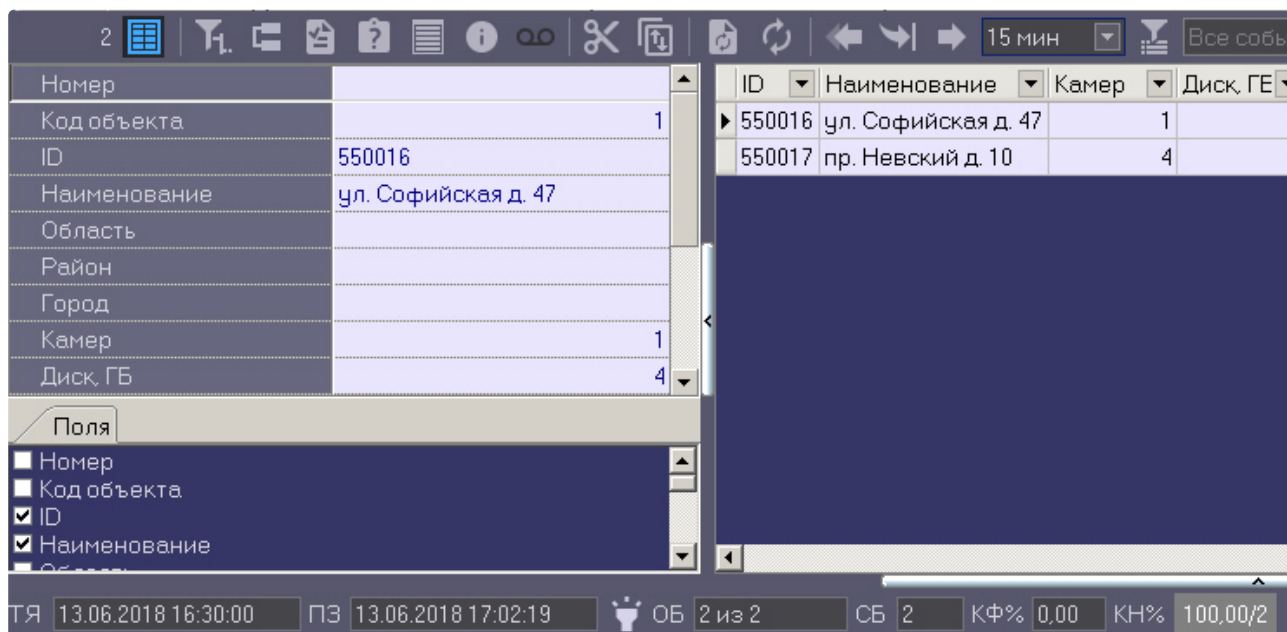 2 15 мин Все собы
Номер
Код объекта 1
ID 550016
Наименование ул. Софийская д. 47
Область
Район
Город
Камер 1
Диск, ГБ 4
ID Наименование Камер Диск, ГЕ
550016 ул. Софийская д. 47 1
550017 пр. Невский д. 10 4
Поля
Номер
Код объекта
ID
Наименование
Область
ТЯ 13.06.2018 16:30:00 ПЗ 13.06.2018 17:02:19 ОБ 2 из 2 СБ 2 КФ% 0,00 КН% 100,00/2